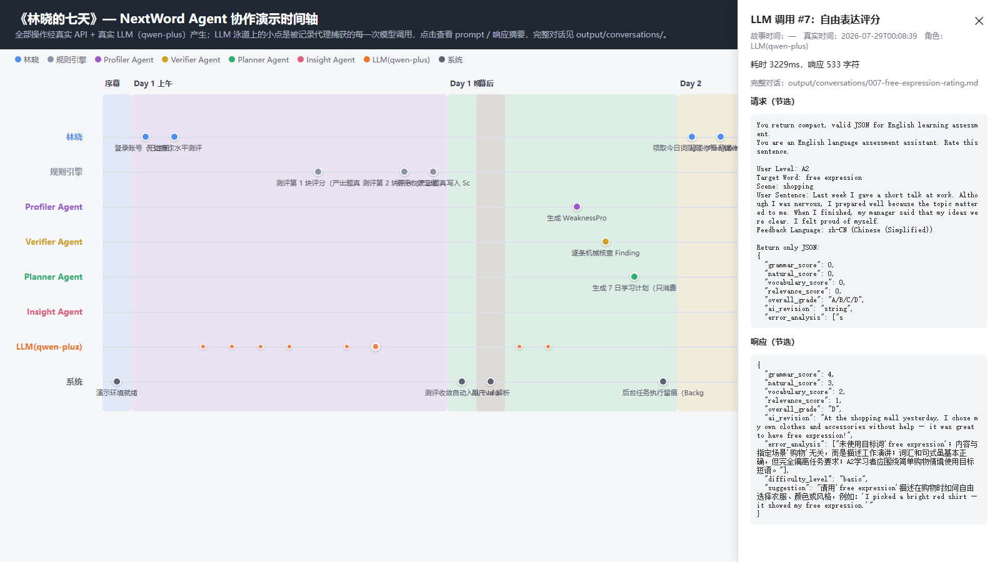 《林晓的七天》— NextWord Agent 协作演示时间轴
全部操作经真实 API + 真实 LLM（qwen-plus）产生；LLM 泳道上的小点是被记录代理捕获的每一次模型调用，点击查看 prompt / 响应摘要，完整对话见 output/conversations/。
林晓 规则引擎 Profiler Agent Verifier Agent Planner Agent Insight Agent LLM(qwen-plus) 系统
序幕 Day 1 上午 Day 1 幕后 Day 2
林晓
登录账号 水平测评
领取今日词
规则引擎
测评第 1 块评分（产出题真 测评第 2 块 写入 Sc
Profiler Agent
生成 WeaknessPro
Verifier Agent
逐条机械核查 Finding
Planner Agent
生成 7 日学习计划（只消费
Insight Agent
LLM(qwen-plus)
系统
演示环境就绪
测评收敛自动入 解析
后台任务执行留痕（Backg
LLM 调用 #7：自由表达评分
故事时间：— 真实时间：2026-07-29T00:08:39 角色：
LLM(qwen-plus)
耗时 3229ms，响应 533 字符
完整对话：output/conversations/007-free-expression-rating.md
请求（节选）
You return compact, valid JSON for English learning assessm
ent.
You are an English language assessment assistant. Rate this
sentence.
User Level: A2
Target Word: free expression
Scene: shopping
User Sentence: Last week I gave a short talk at work. Altho
ugh I was nervous, I prepared well because the topic matter
ed to me. When I finished, my manager said that my ideas we
re clear. I felt proud of myself.
Feedback Language: zh-CN (Chinese (Simplified))
Return only JSON:
{
"grammar_score": 0,
"natural_score": 0,
"vocabulary_score": 0,
"relevance_score": 0,
"overall_grade": "A/B/C/D",
"ai_revision": "string",
"error_analysis": ["s
响应（节选）
{
"grammar_score": 4,
"natural_score": 3,
"vocabulary_score": 2,
"relevance_score": 1,
"overall_grade": "D",
"ai_revision": "At the shopping mall yesterday, I chose m
y own clothes and accessories without help — it was great
to have free expression!",
"error_analysis": ["未使用目标词'free expression'；内容与
指定场景'购物'无关，而是描述工作演讲；词汇和句式虽基本正
确，但完全偏离任务要求；A2学习者应围绕简单购物情境使用目标
短语。"],
"difficulty_level": "basic",
"suggestion": "请用'free expression'描述在购物时如何自由
选择衣服、颜色或风格，例如：'I picked a bright red shirt —
it showed my free expression.'"
}